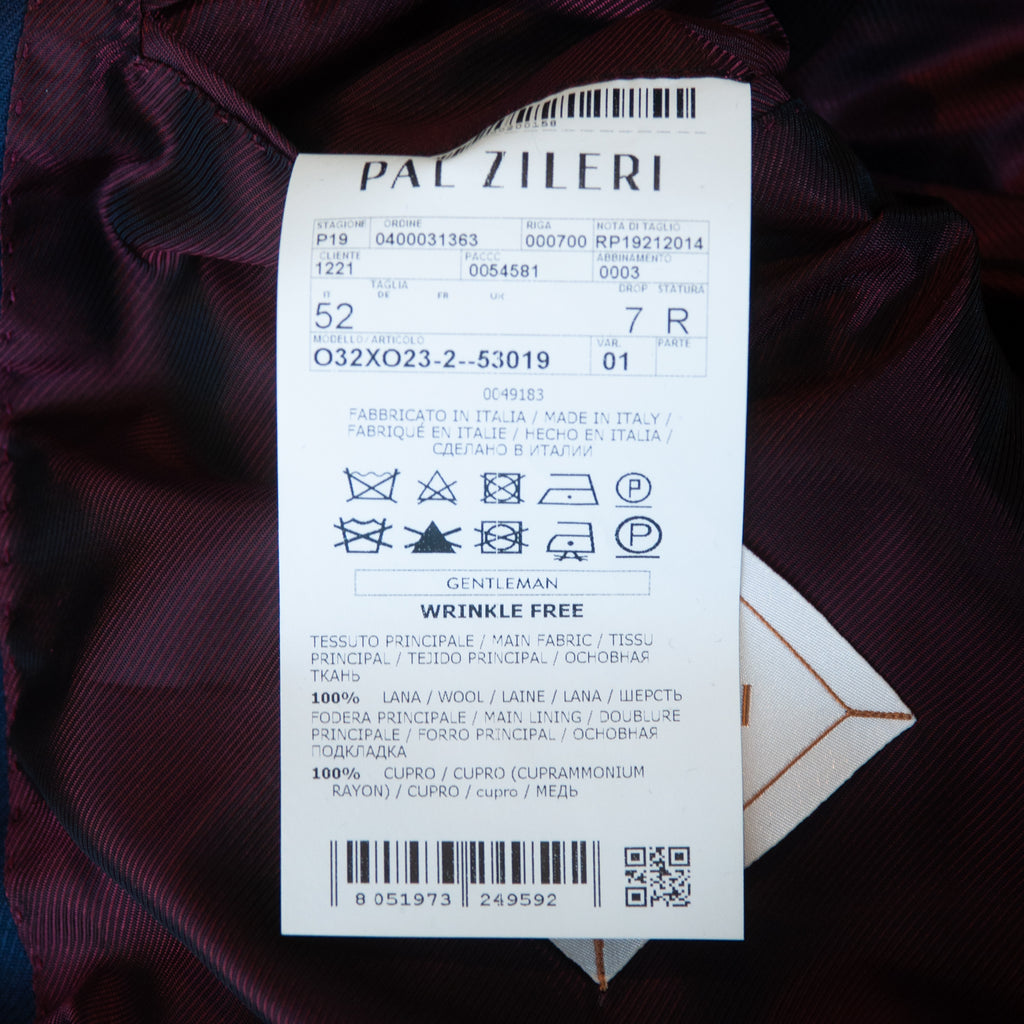 PAL ZILERI
STAGIONE ORDINE RIGA NOTA DI TAGLIO
P19 0400031363 000700 RP19212014
CLIENTE PACCC ABBINAMENTO
1221 0054581 0003
TAGLIA DROP STATURA
IT DE FR UK
52 7 R
MODELLO/ARTICOLO VAR. PARTE
O32XO23-2--53019 01
0049183
FABBRICATO IN ITALIA / MADE IN ITALY /
FABRIQUÉ EN ITALIE / HECHO EN ITALIA /
СДЕЛАНО В ИТАЛИИ
P
P
GENTLEMAN
WRINKLE FREE
TESSUTO PRINCIPALE / MAIN FABRIC / TISSU
PRINCIPAL / TEJIDO PRINCIPAL / ОСНОВНАЯ
ТКАНЬ
100% LANA / WOOL / LAINE / LANA / ШЕРСТЬ
FODERA PRINCIPALE / MAIN LINING / DOUBLURE
PRINCIPALE / FORRO PRINCIPAL / ОСНОВНАЯ
ПОДКЛАДКА
100% CUPRO / CUPRO (CUPRAMMONIUM
RAYON) / CUPRO / cupro / МЕДЬ
8 051973 249592